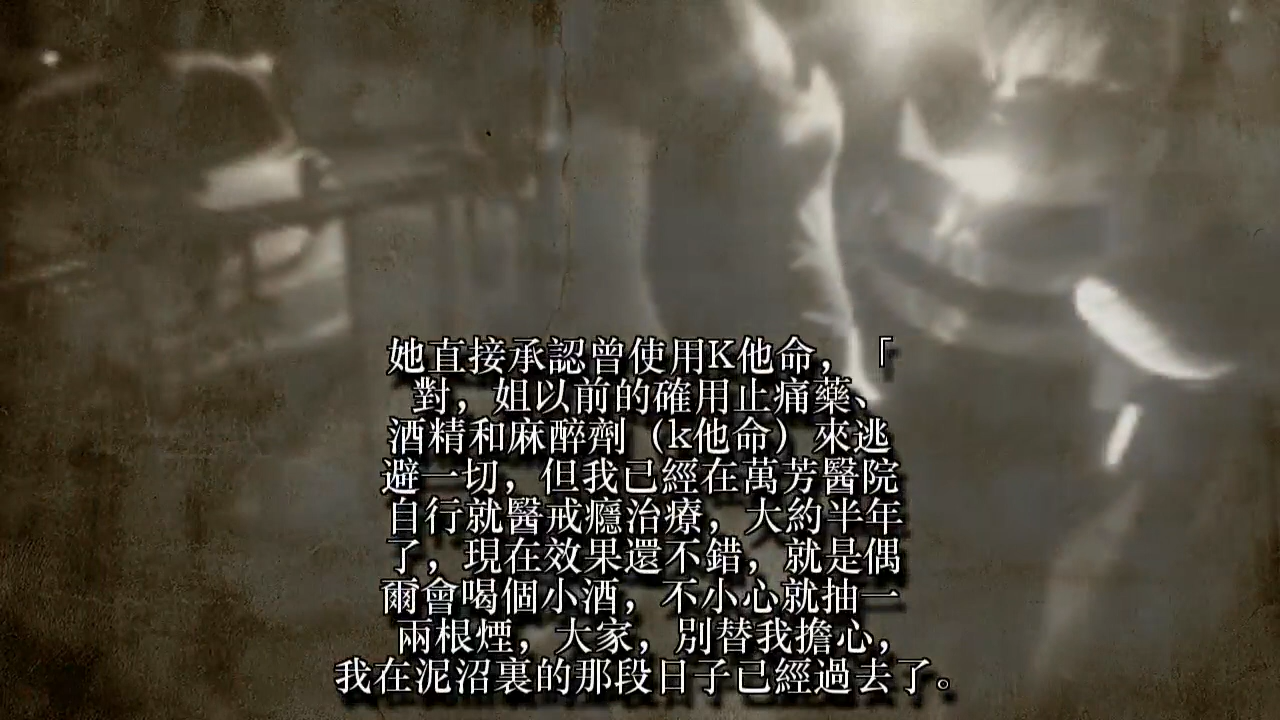 她直接承認曾使用K他命，「
對，姐以前的確用止痛藥、
酒精和麻醉劑（k他命）來逃
避一切，但我已經在萬芳醫院
自行就醫戒癮治療，大約半年
了，現在效果還不錯，就是偶
爾會喝個小酒，不小心就抽一
兩根煙，大家，別替我擔心，
我在泥沼裏的那段日子已經過去了。